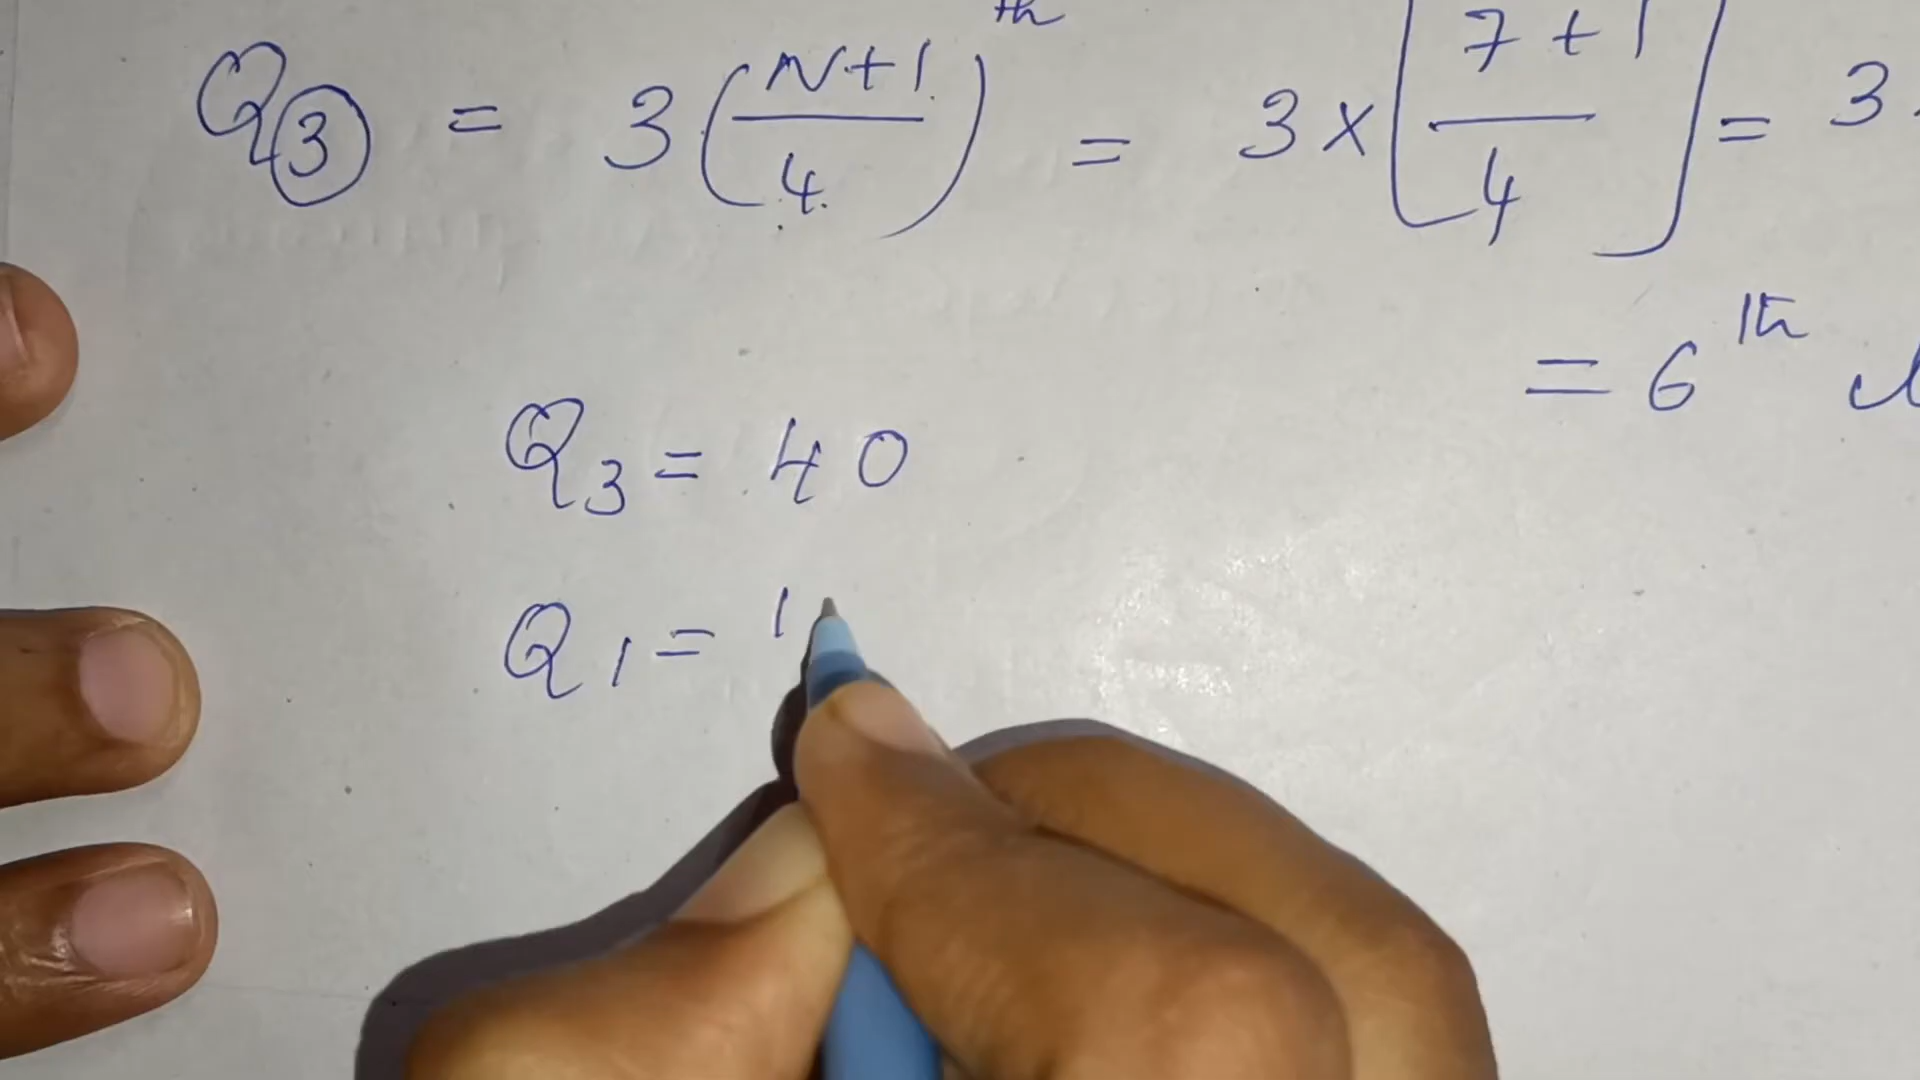 Q3 = 3(N+1/4)th = 3×[7+1/4] = 3
= 6th
Q3 = 40
Q1 = 1